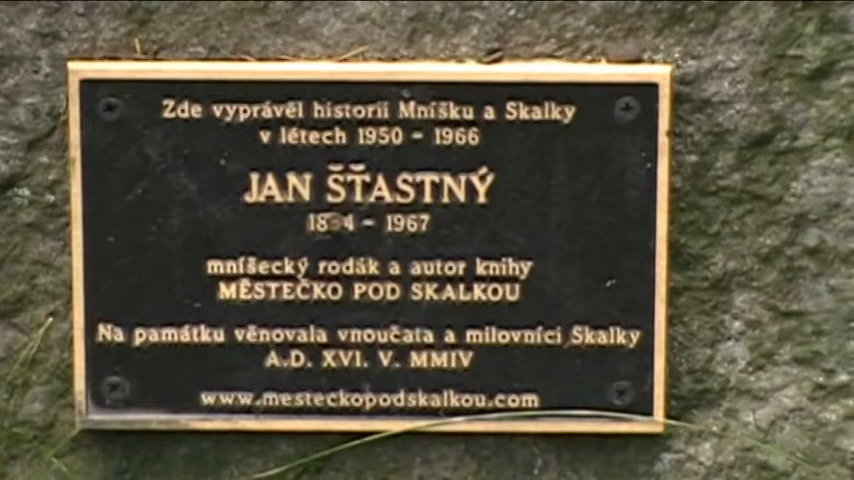 Zde vyprávěl historii Mníšku a Skalky
v létech 1950 - 1966
JAN ŠŤASTNÝ
1894 - 1967
mníšecký rodák a autor knihy
MĚSTEČKO POD SKALKOU
Na památku věnovala vnoučata a milovníci Skalky
A.D. XVI. V. MMIV
www.mesteckopodskalkou.com